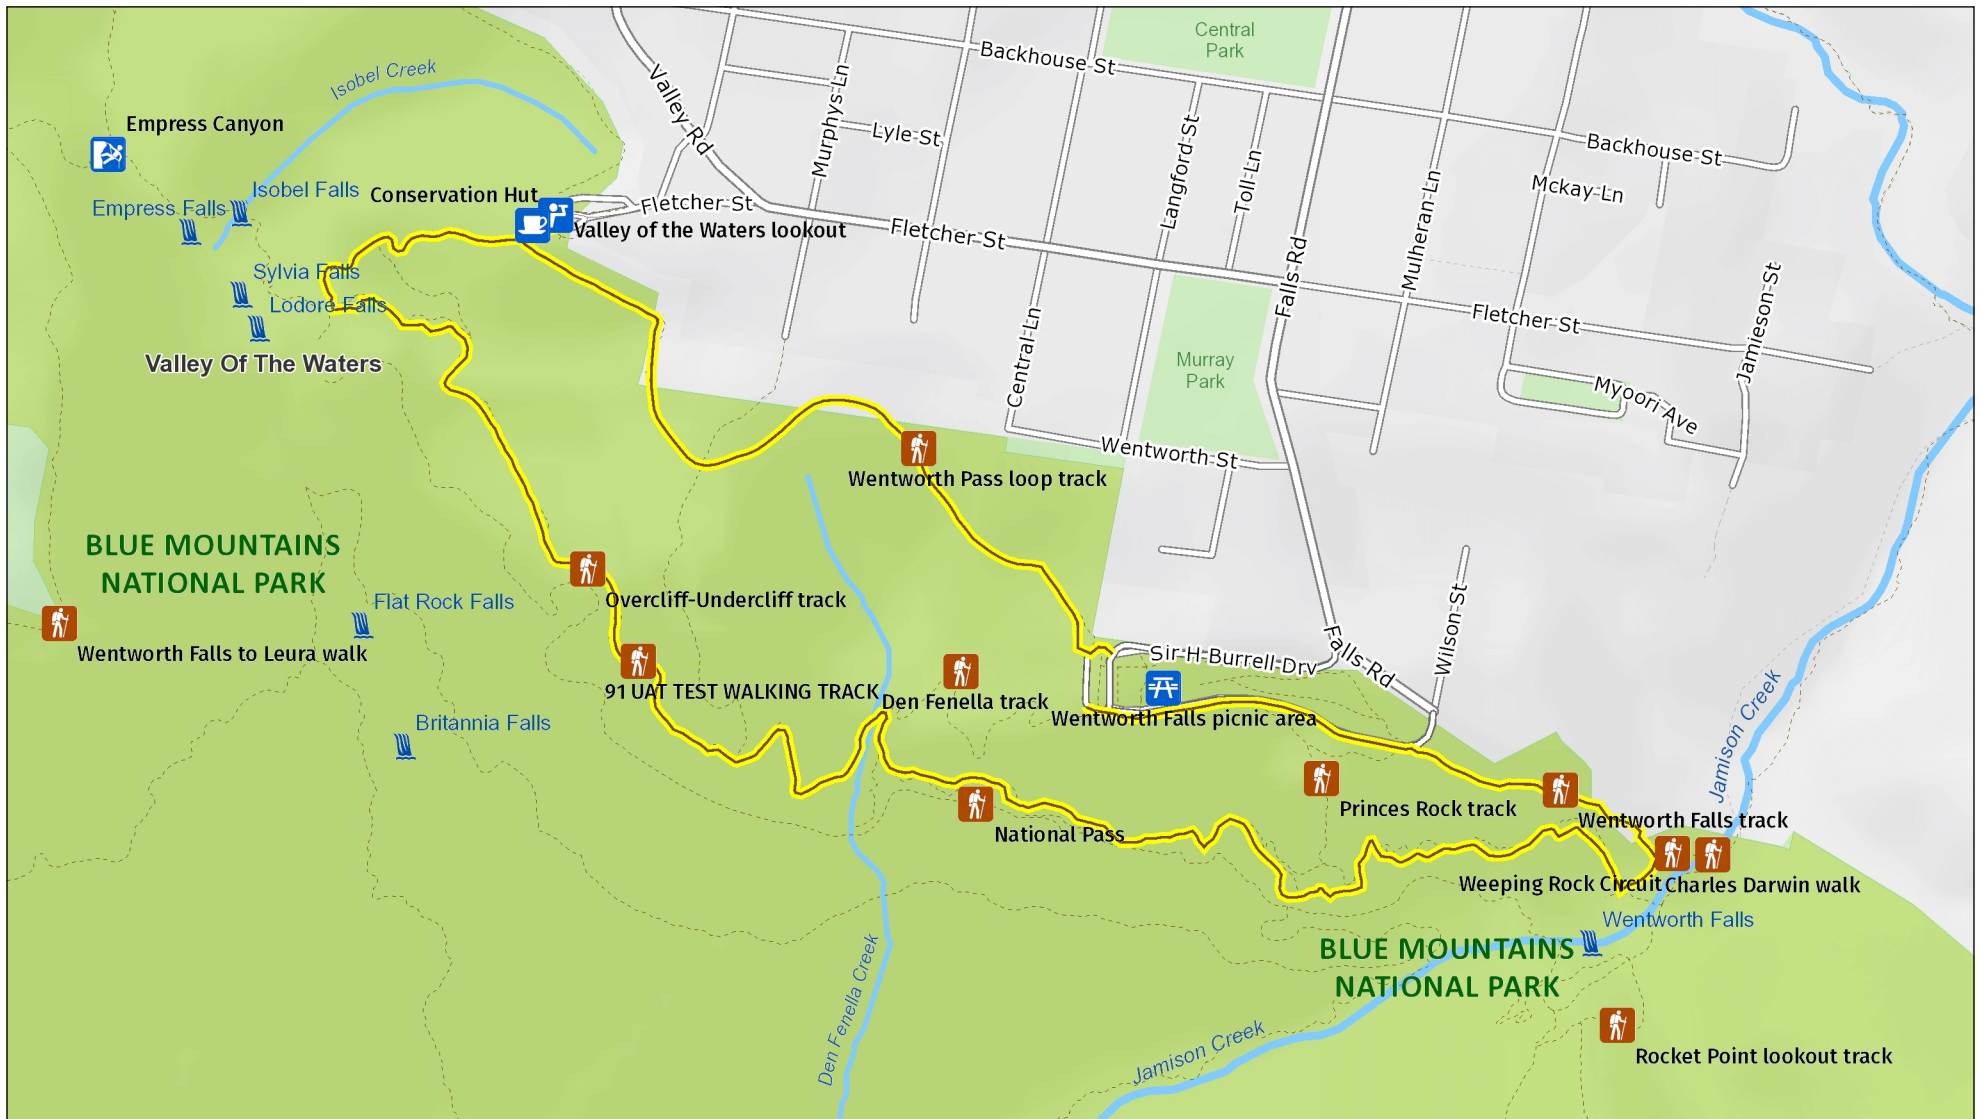 Central
Park
Backhouse St
Isobel Creek
Valley Rd
Murphys Ln
Lyle St
Langford St
Toll Ln
Backhouse St
Empress Canyon
Mckay Ln
Mulheran Ln
Isobel Falls
Conservation Hut
Empress Falls
Fletcher St
Valley of the Waters lookout
Fletcher St
Falls Rd
Sylvia Falls
Lodore Falls
Fletcher St
Jamieson St
Central Ln
Valley Of The Waters
Murray
Park
Myoori Ave
Wentworth St
Wentworth Pass loop track
BLUE MOUNTAINS
NATIONAL PARK
Flat Rock Falls
Overcliff-Undercliff track
Wilson St
Wentworth Falls to Leura walk
Sir H Burrell Drv
Falls Rd
91 UAT TEST WALKING TRACK
Den Fenella track
Wentworth Falls picnic area
Britannia Falls
Jamison Creek
Princes Rock track
Wentworth Falls track
National Pass
Weeping Rock Circuit
Charles Darwin walk
Wentworth Falls
BLUE MOUNTAINS
NATIONAL PARK
Den Fenella Creek
Jamison Creek
Rocket Point lookout track